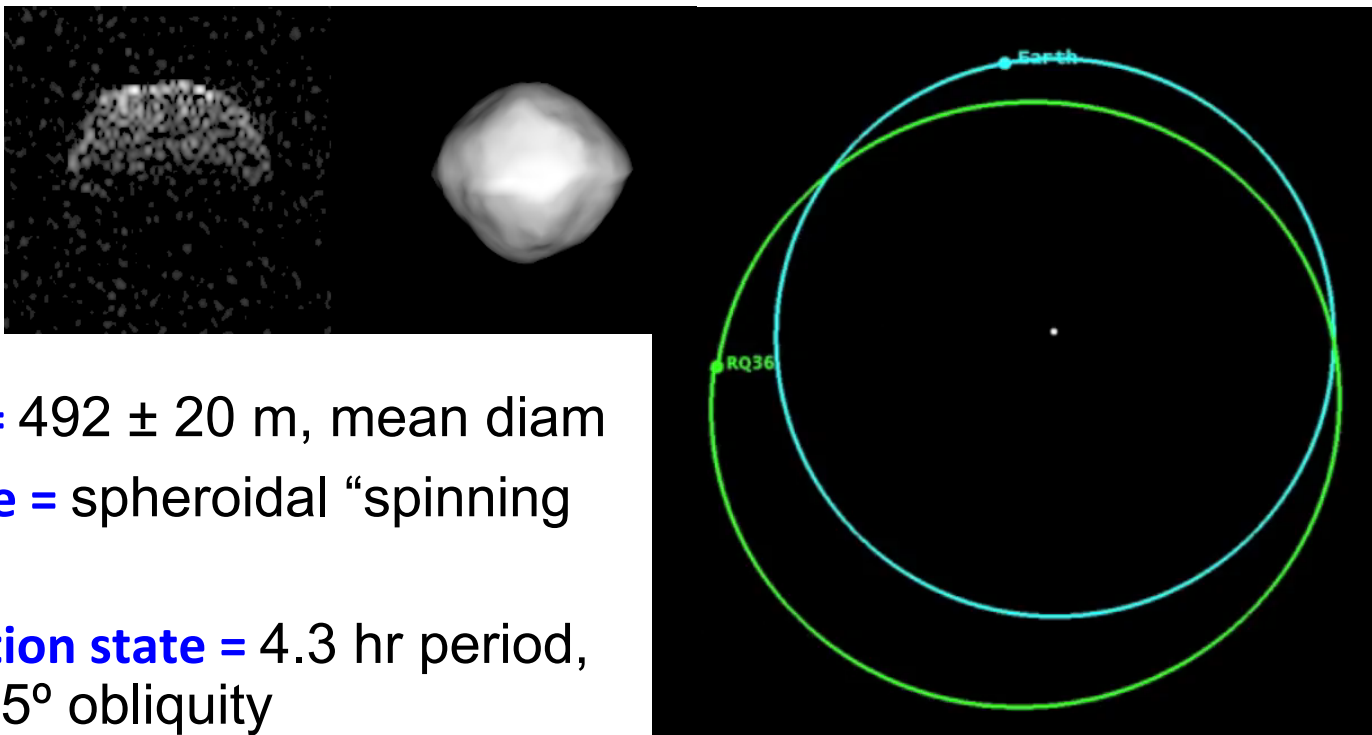 Earth
RQ36
= 492 ± 20 m, mean diam
e = spheroidal “spinning
tion state = 4.3 hr period,
5º obliquity